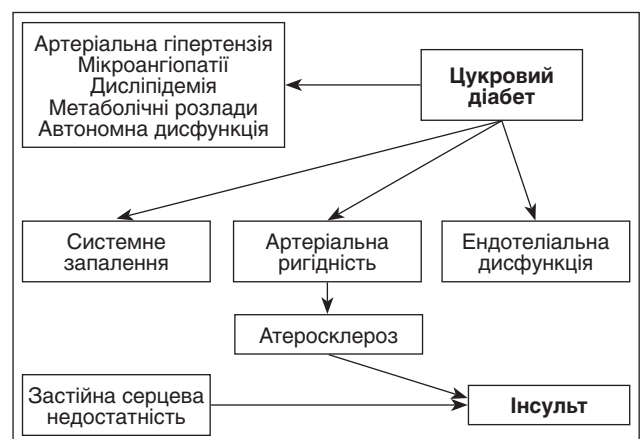 Артеріальна гіпертензія
Мікроангіопатії
Дисліпідемія
Метаболічні розлади
Автономна дисфункція
Цукровий
діабет
Системне
запалення
Артеріальна
ригідність
Ендотеліальна
дисфункція
Атеросклероз
Застійна серцева
недостатність
Інсульт